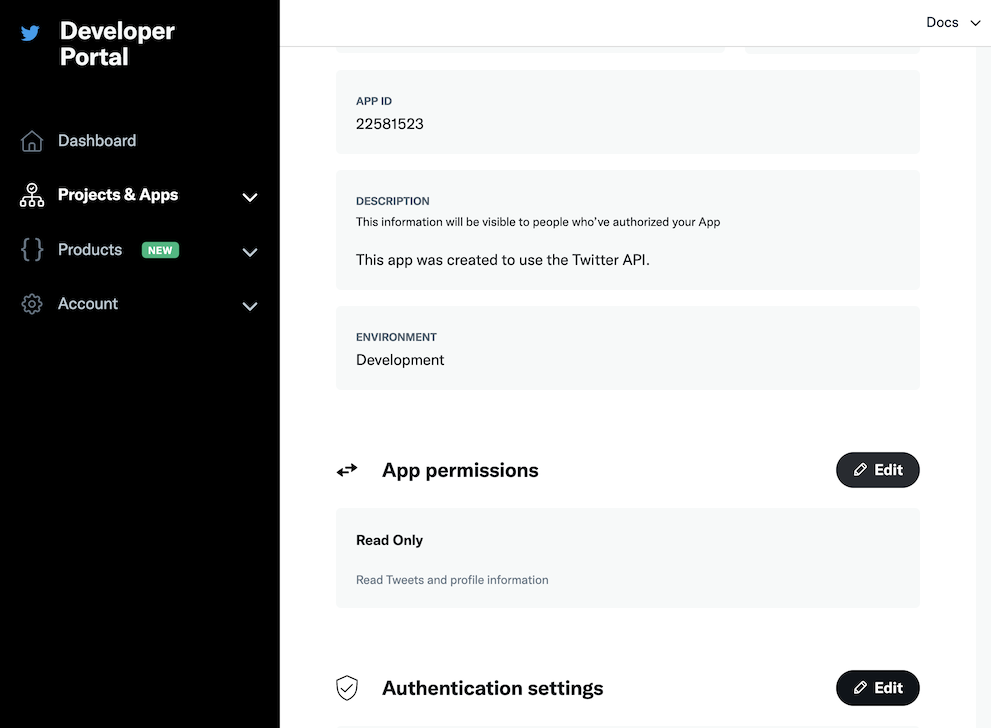 Developer
Portal
Docs
Dashboard
Projects & Apps
Products NEW
Account
APP ID
22581523
DESCRIPTION
This information will be visible to people who've authorized your App
This app was created to use the Twitter API.
ENVIRONMENT
Development
App permissions
Edit
Read Only
Read Tweets and profile information
Authentication settings
Edit